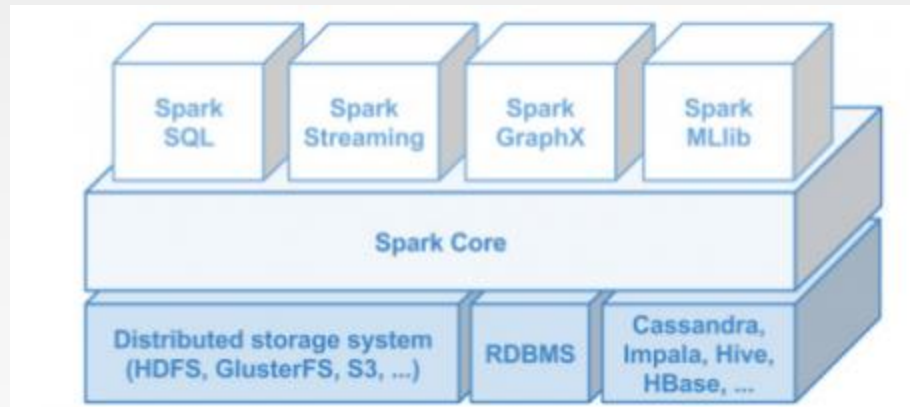 Spark
SQL
Spark
Streaming
Spark
GraphX
Spark
MLlib
Spark Core
Distributed storage system
(HDFS, GlusterFS, S3, ...)
RDBMS
Cassandra,
Impala, Hive,
HBase, ...